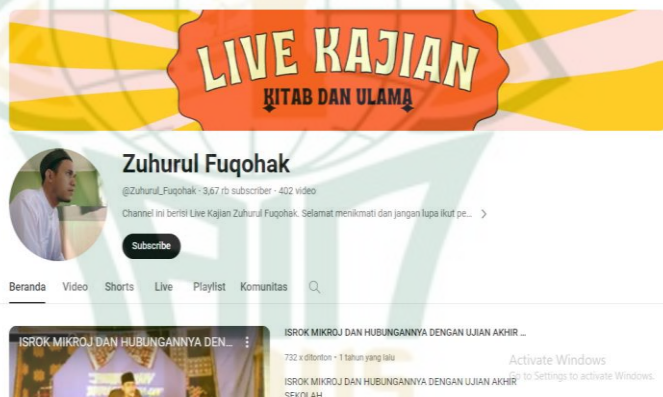 LIVE KAJIAN
KITAB DAN ULAMA
Zuhurul Fuqohak
@Zuhurul_Fuqohak · 3,67 rb subscriber · 402 video
Channel ini berisi Live Kajian Zuhurul Fuqohak. Selamat menikmati dan jangan lupa ikut pe...
Subscribe
Beranda Video Shorts Live Playlist Komunitas
ISROK MIKROJ DAN HUBUNGANNYA DEN...
ISROK MIKROJ DAN HUBUNGANNYA DENGAN UJIAN AKHIR ...
732 x ditonton • 1 tahun yang lalu
ISROK MIKROJ DAN HUBUNGANNYA DENGAN UJIAN AKHIR
SEKOLAH
Activate Windows
Go to Settings to activate Windows.